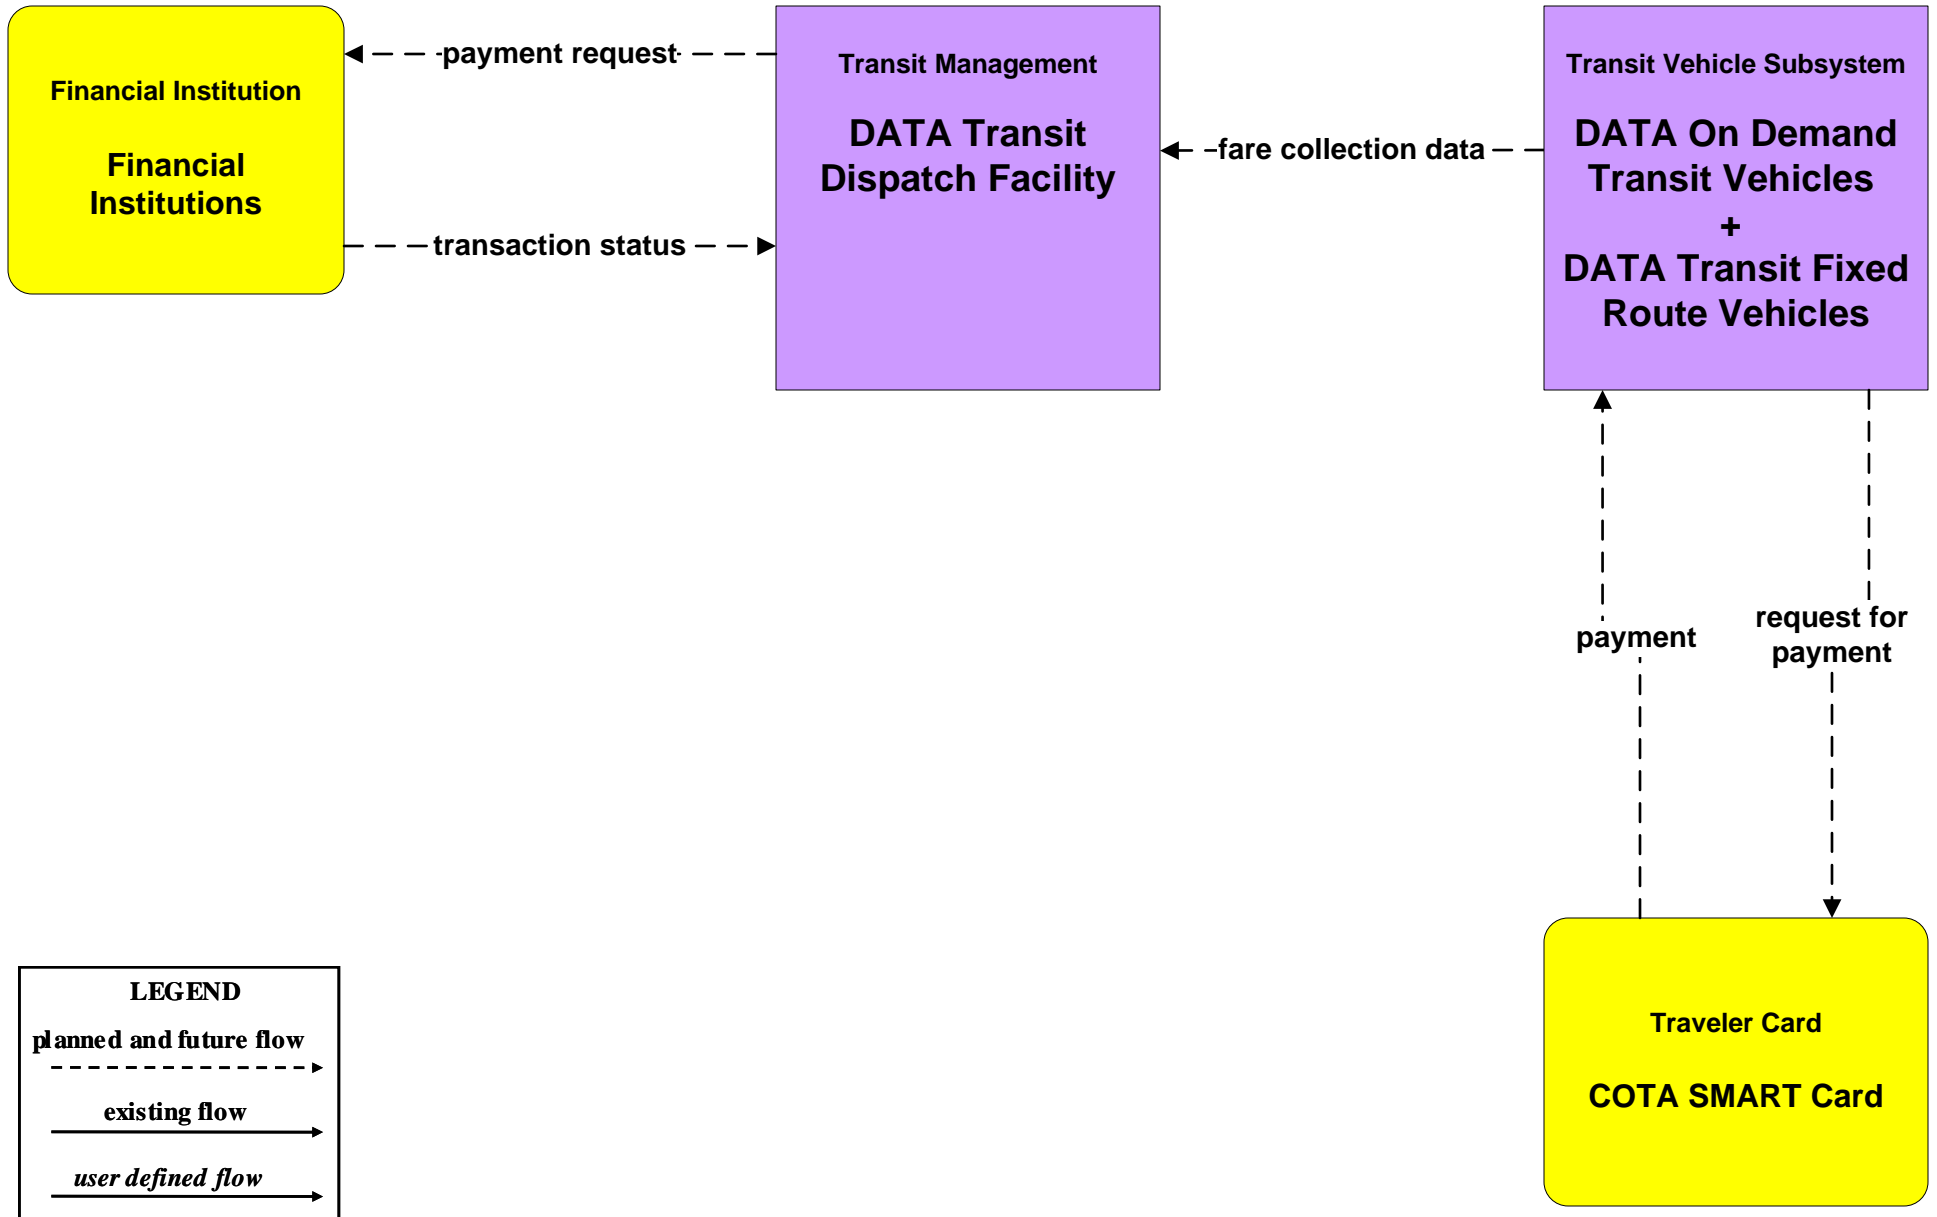 payment request
Financial Institution
Financial
Institutions
transaction status
Transit Management
DATA Transit
Dispatch Facility
fare collection data
Transit Vehicle Subsystem
DATA On Demand
Transit Vehicles
+
DATA Transit Fixed
Route Vehicles
payment
request for
payment
Traveler Card
COTA SMART Card
LEGEND
planned and future flow
existing flow
user defined flow